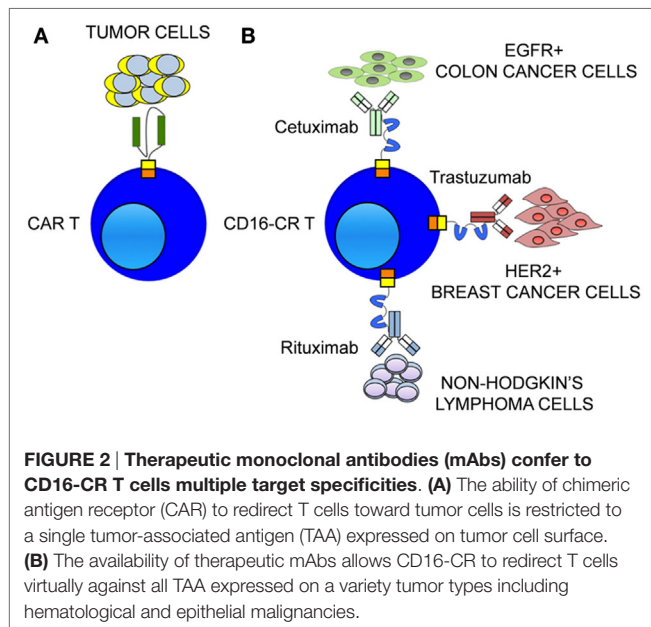 A
TUMOR CELLS
CAR T
B
EGFR+
COLON CANCER CELLS
Cetuximab
CD16-CR T
Trastuzumab
HER2+
BREAST CANCER CELLS
Rituximab
NON-HODGKIN'S
LYMPHOMA CELLS
FIGURE 2 | Therapeutic monoclonal antibodies (mAbs) confer to
CD16-CR T cells multiple target specificities. (A) The ability of chimeric
antigen receptor (CAR) to redirect T cells toward tumor cells is restricted to
a single tumor-associated antigen (TAA) expressed on tumor cell surface.
(B) The availability of therapeutic mAbs allows CD16-CR to redirect T cells
virtually against all TAA expressed on a variety tumor types including
hematological and epithelial malignancies.